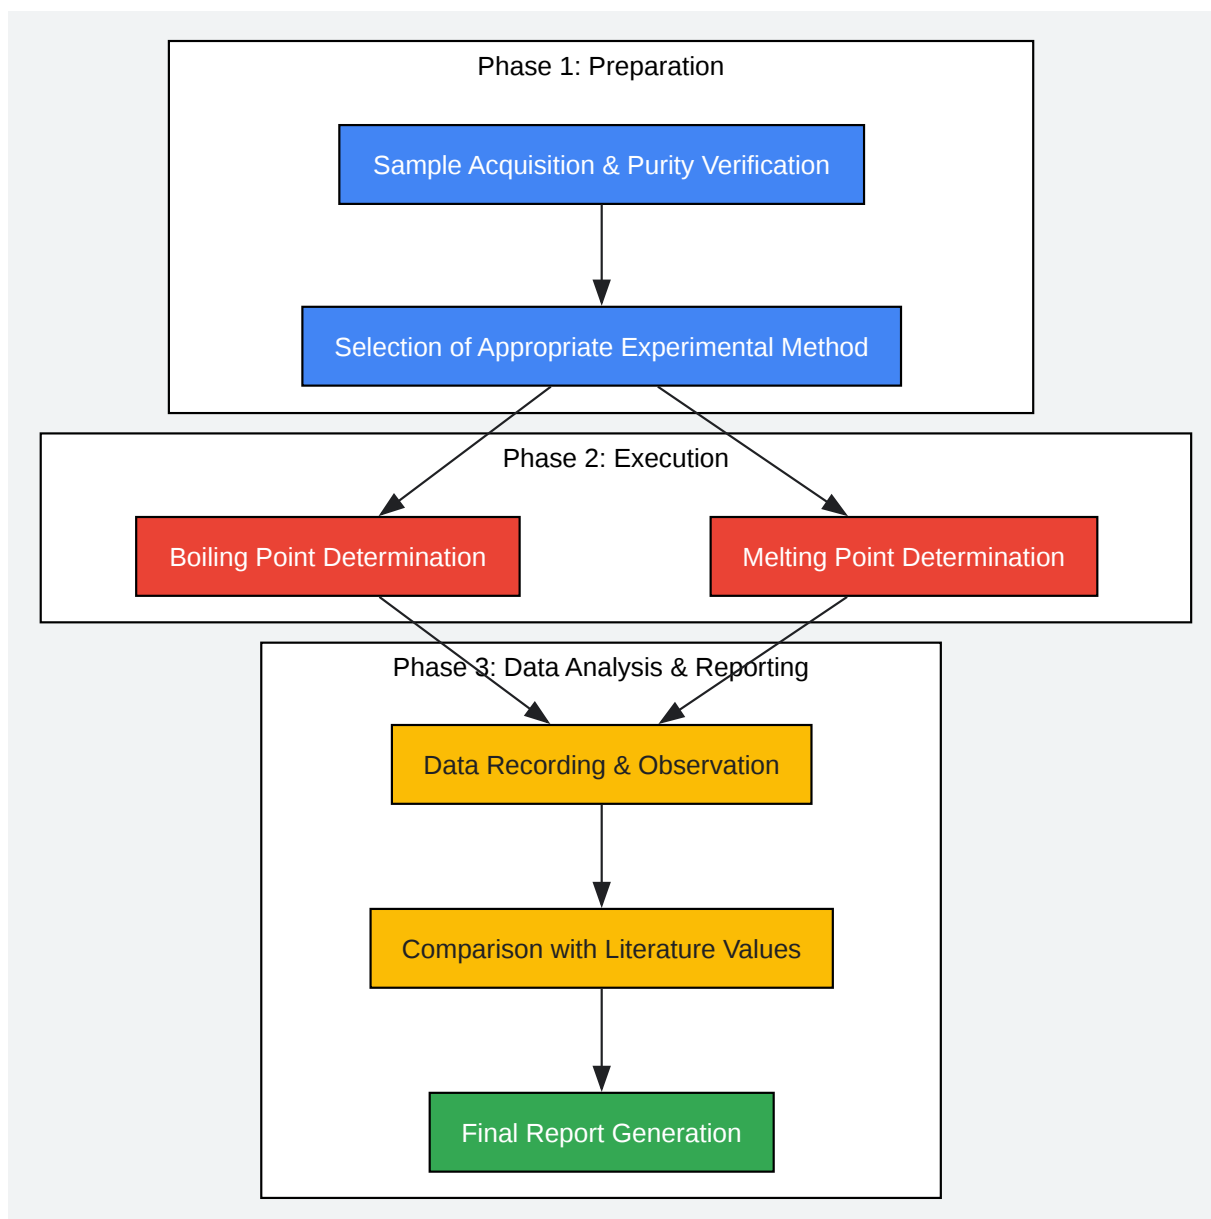 Phase 1: Preparation
Sample Acquisition & Purity Verification
Selection of Appropriate Experimental Method
Phase 2: Execution
Boiling Point Determination
Melting Point Determination
Phase 3: Data Analysis & Reporting
Data Recording & Observation
Comparison with Literature Values
Final Report Generation